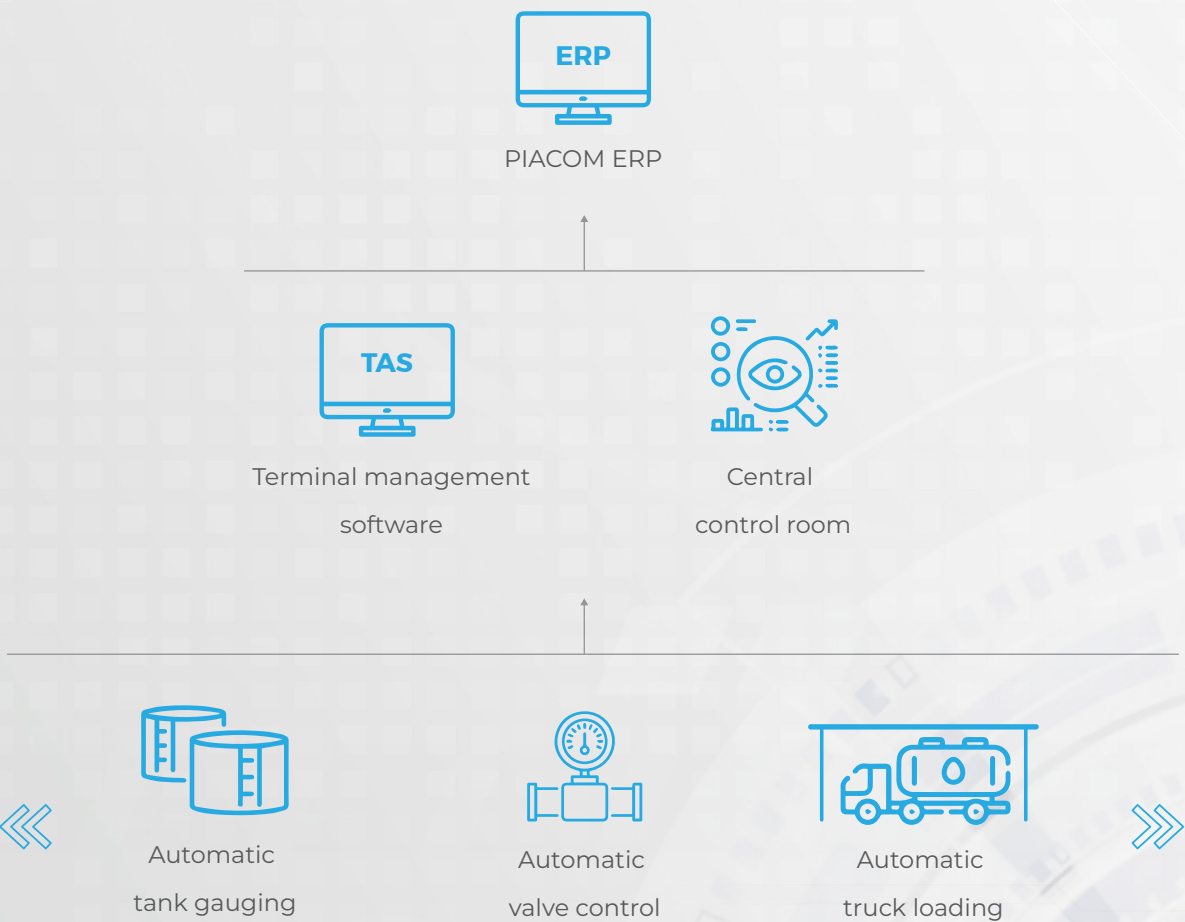 ERP
PIACOM ERP
TAS
Terminal management
software
Central
control room
Automatic
tank gauging
Automatic
valve control
Automatic
truck loading